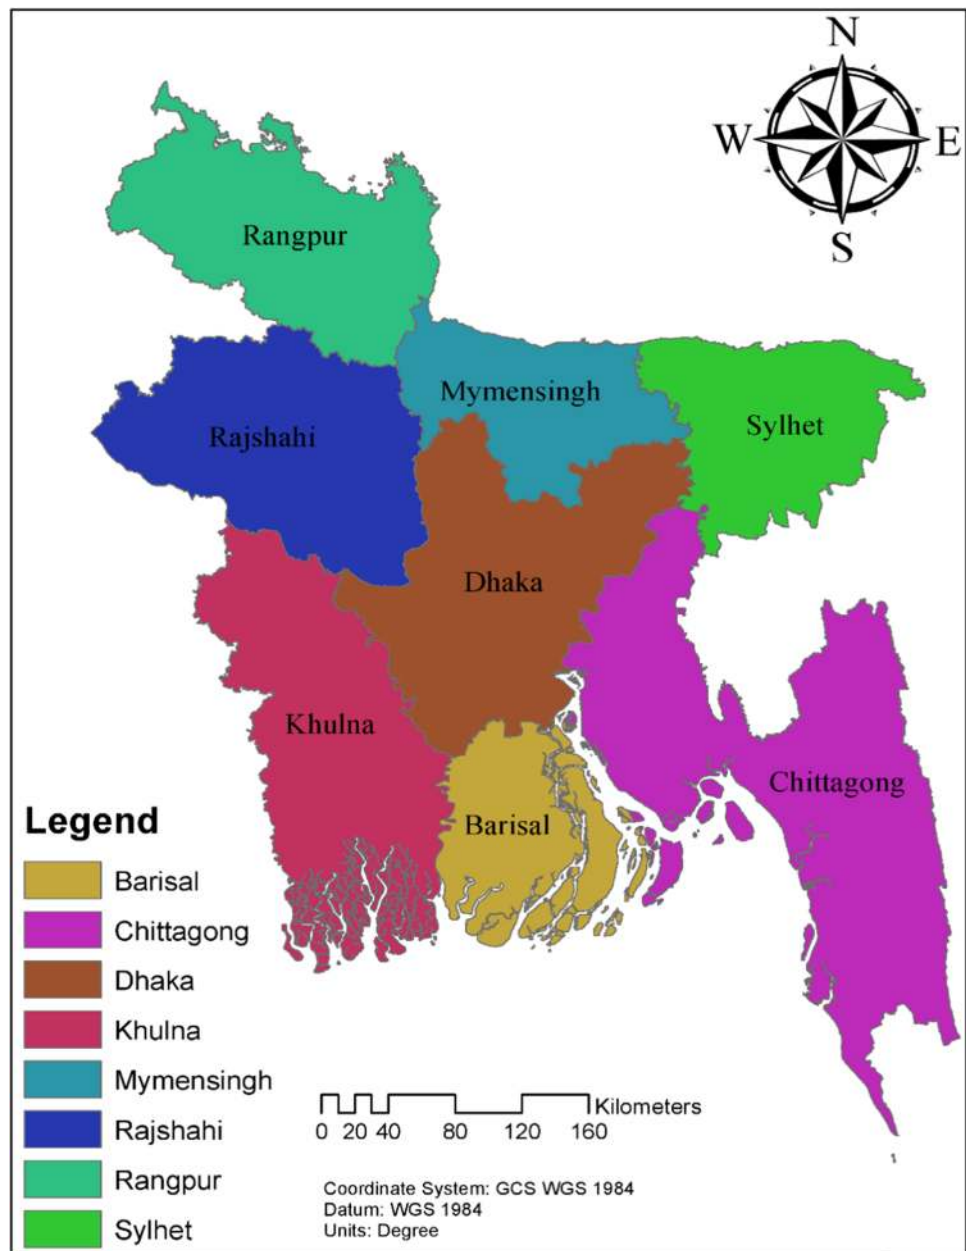 N
W E
S
Rangpur
Mymensingh
Sylhet
Rajshahi
Dhaka
Khulna
Chittagong
Barisal
Legend
Barisal
Chittagong
Dhaka
Khulna
Mymensingh
Rajshahi
Rangpur
Sylhet
Kilometers
0 20 40 80 120 160
Coordinate System: GCS WGS 1984
Datum: WGS 1984
Units: Degree